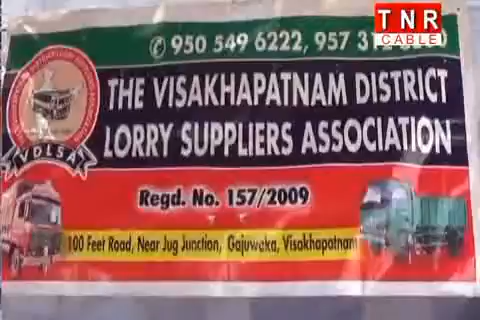 TNR
CABLE
950 549 6222, 957
THE VISAKHAPATNAM DISTRICT
LORRY SUPPLIERS ASSOCIATION
VDLSA
Regd. No. 157/2009
100 Feet Road, Near Jug Junction, Gajuwaka, Visakhapatnam